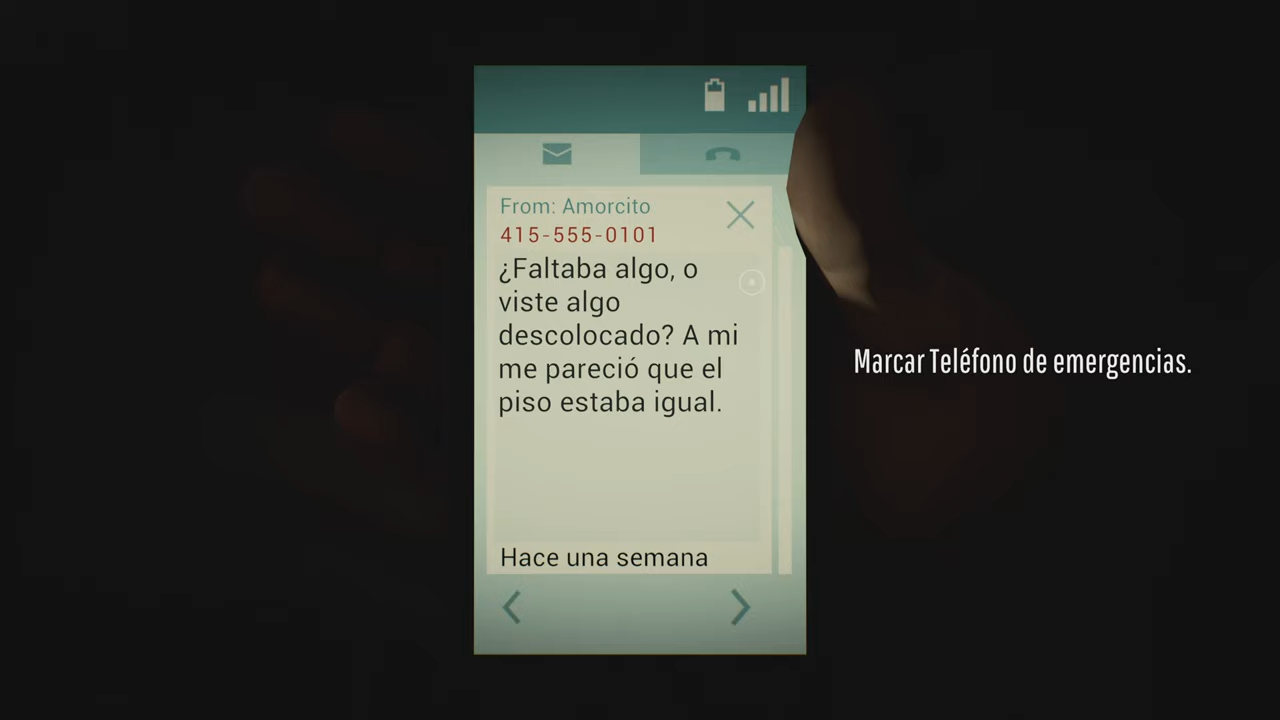 From: Amorcito
415-555-0101
¿Faltaba algo, o
viste algo
descolocado? A mi
me pareció que el
piso estaba igual.
Hace una semana
Marcar Teléfono de emergencias.